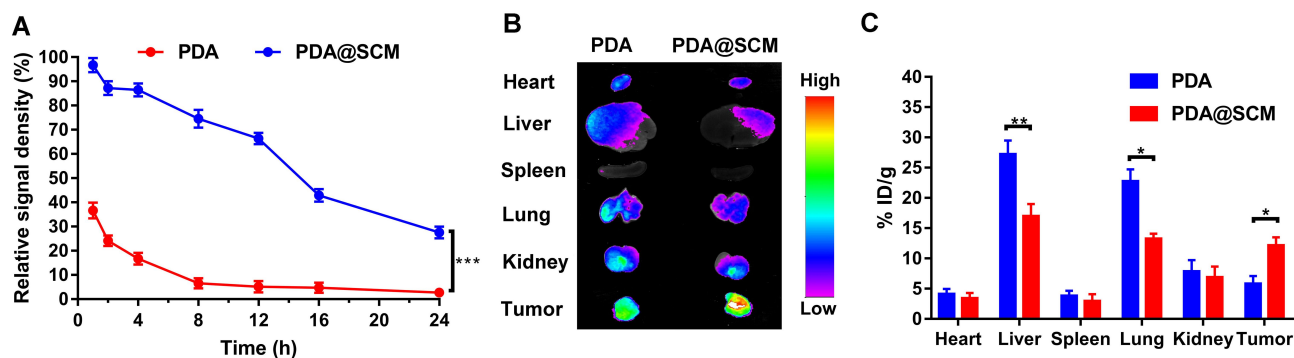 A
PDA PDA@SCM
Relative signal density (%)
100
90
80
70
60
50
40
30
20
10
0
***
0 4 8 12 16 20 24
Time (h)
B
PDA PDA@SCM
Heart
Liver
Spleen
Lung
Kidney
Tumor
High
Low
C
PDA
PDA@SCM
% ID/g
40
35
30
25
20
15
10
5
0
**
*
*
Heart Liver Spleen Lung Kidney Tumor